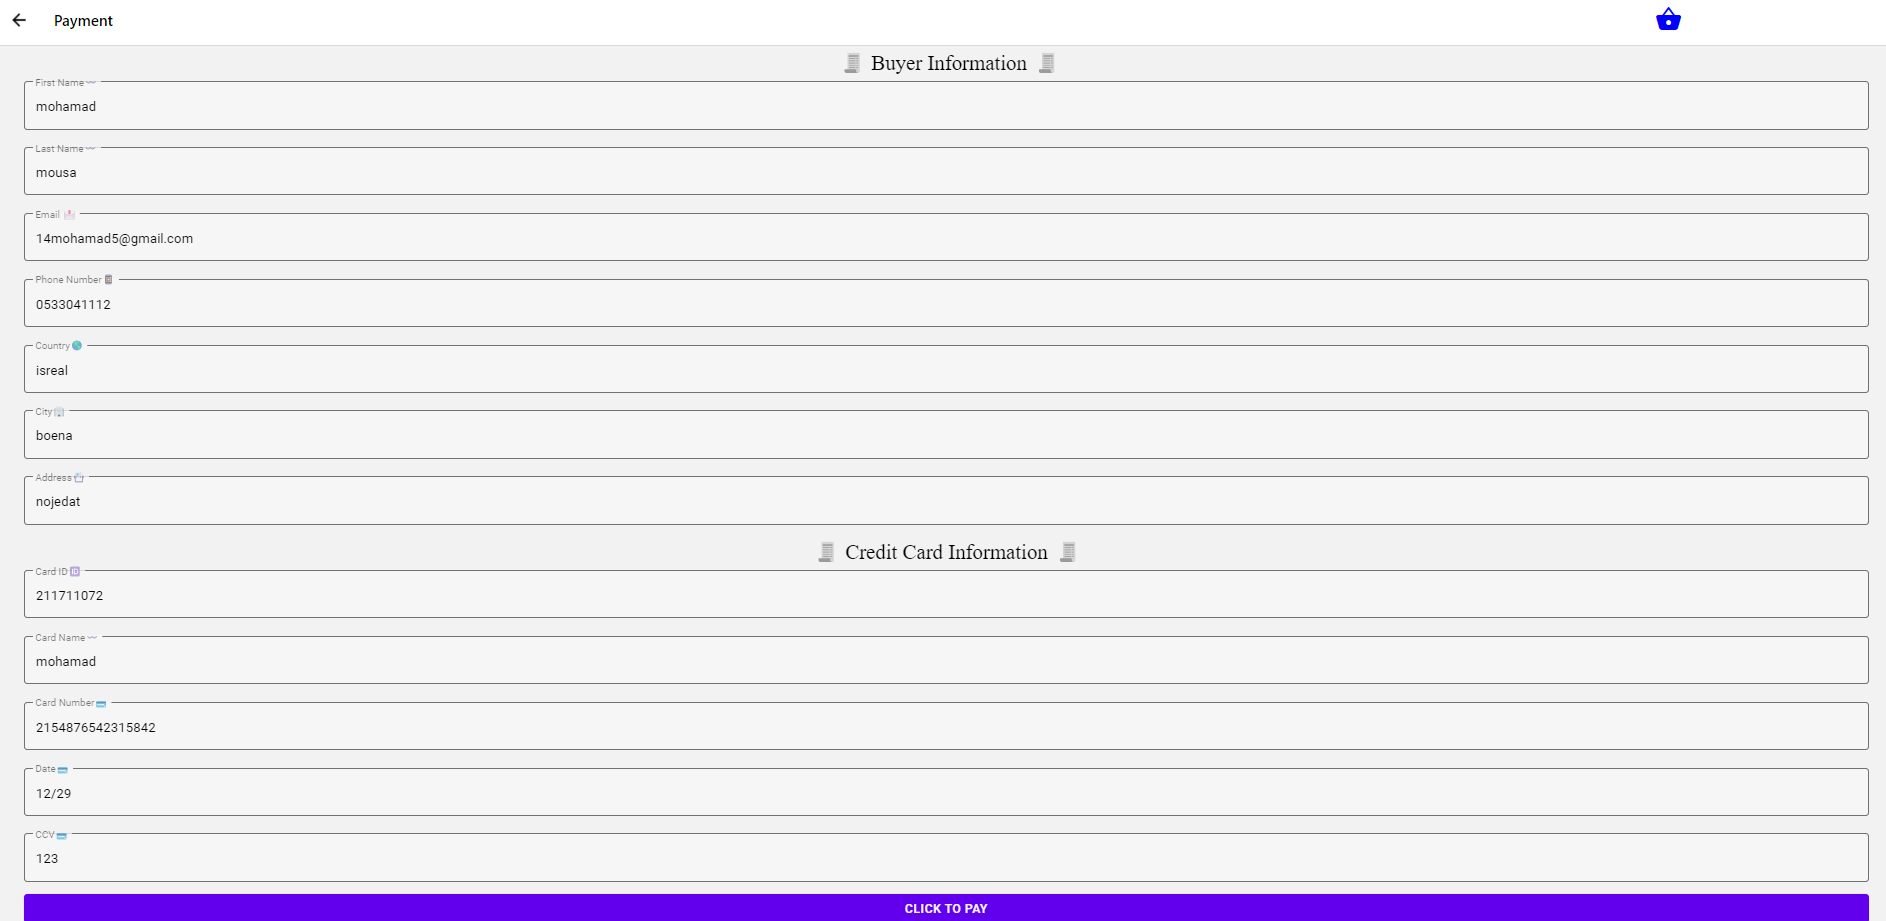 Payment
Buyer Information
First Name
mohamad
Last Name
mousa
Email
14mohamad5@gmail.com
Phone Number
0533041112
Country
isreal
City
boena
Address
nojedat
Credit Card Information
Card ID
211711072
Card Name
mohamad
Card Number
2154876542315842
Date
12/29
CCV
123
CLICK TO PAY